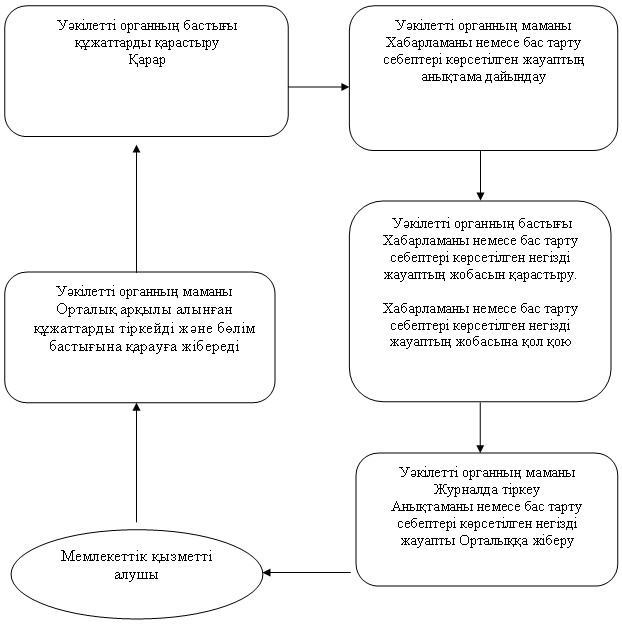 Уәкілетті органның бастығы
құжаттарды қарастыру
Қарар
Уәкілетті органның маманы
Хабарламаны немесе бас тарту
себептері көрсетілген жауаптың
анықтама дайындау
Уәкілетті органның бастығы
Хабарламаны немесе бас тарту
себептері көрсетілген негізді
жауаптың жобасын қарастыру.
Хабарламаны немесе бас тарту
себептері көрсетілген негізді
жауаптың жобасына қол қою
Уәкілетті органның маманы
Орталық арқылы алынған
құжаттарды тіркейді және бөлім
бастығына қарауға жібереді
Уәкілетті органның маманы
Журналда тіркеу
Анықтаманы немесе бас тарту
себептері көрсетілген негізді
жауапты Орталыққа жіберу
Мемлекеттік қызметті
алушы